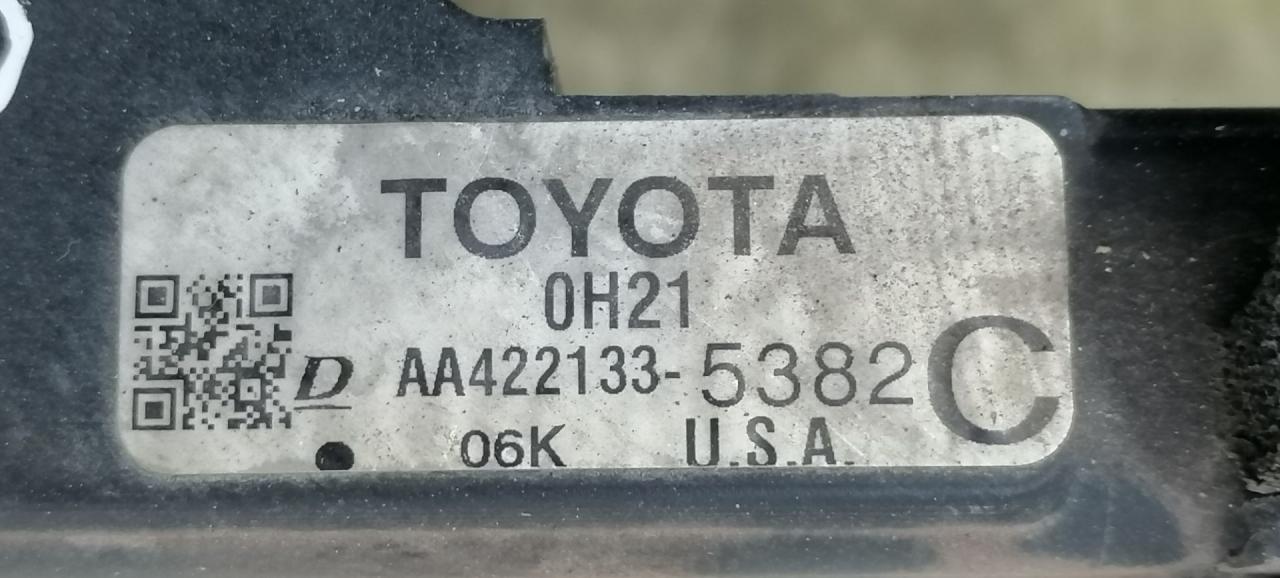 TOYOTA
0H21
D AA422133-5382 C
06K U.S.A.